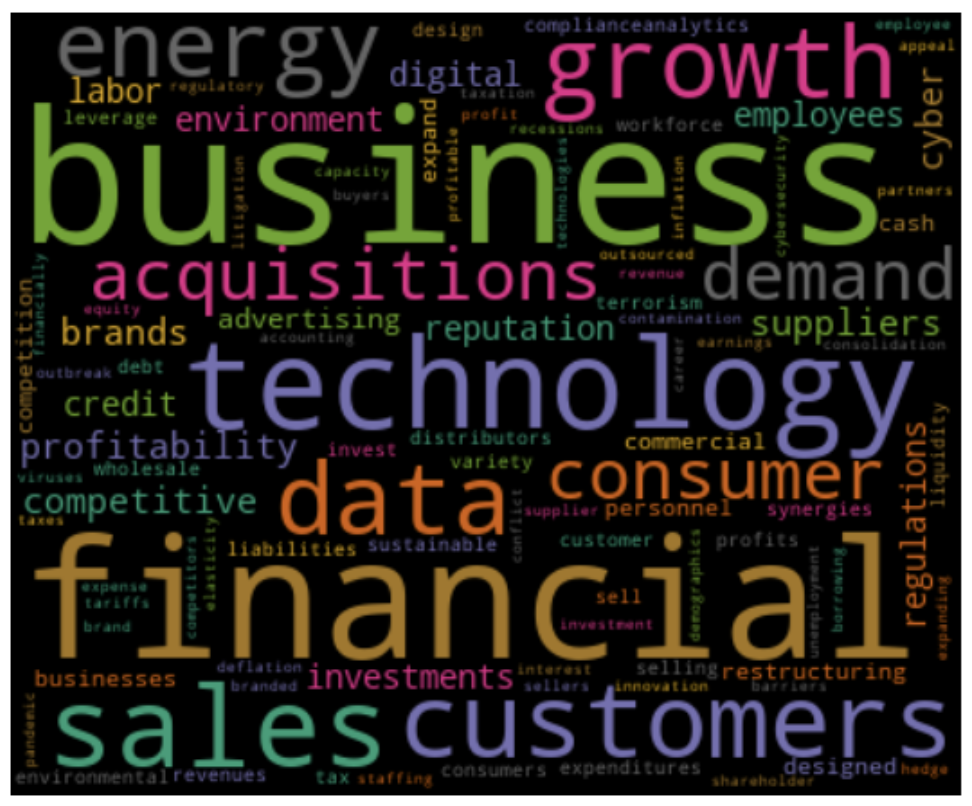 energy design complianceanalytics employee
growth appeal
digital
labor regulatory taxation cyber
leverage environment expand profit employees
recessions workforce
business
litigation capacity profitable technologies inflation cybersecurity partners
buyers cash
acquisitions outsourced demand
financially revenue
competition equity terrorism
brands advertising reputation contamination suppliers
accounting career earnings consolidation
outbreak debt technology
credit liquidity
profitability invest distributors commercial regulations
viruses wholesale variety consumer
competitive data conflict supplier personnel synergies
taxes
liabilities sustainable customer profits
financial
expense competitors elasticity demographics unemployment borrowing expanding
tariffs sell
brand investment
businesses deflation investments interest selling restructuring
branded sellers innovation barriers
pandemic sales customers
environmental revenues tax staffing consumers expenditures designed hedge
shareholder